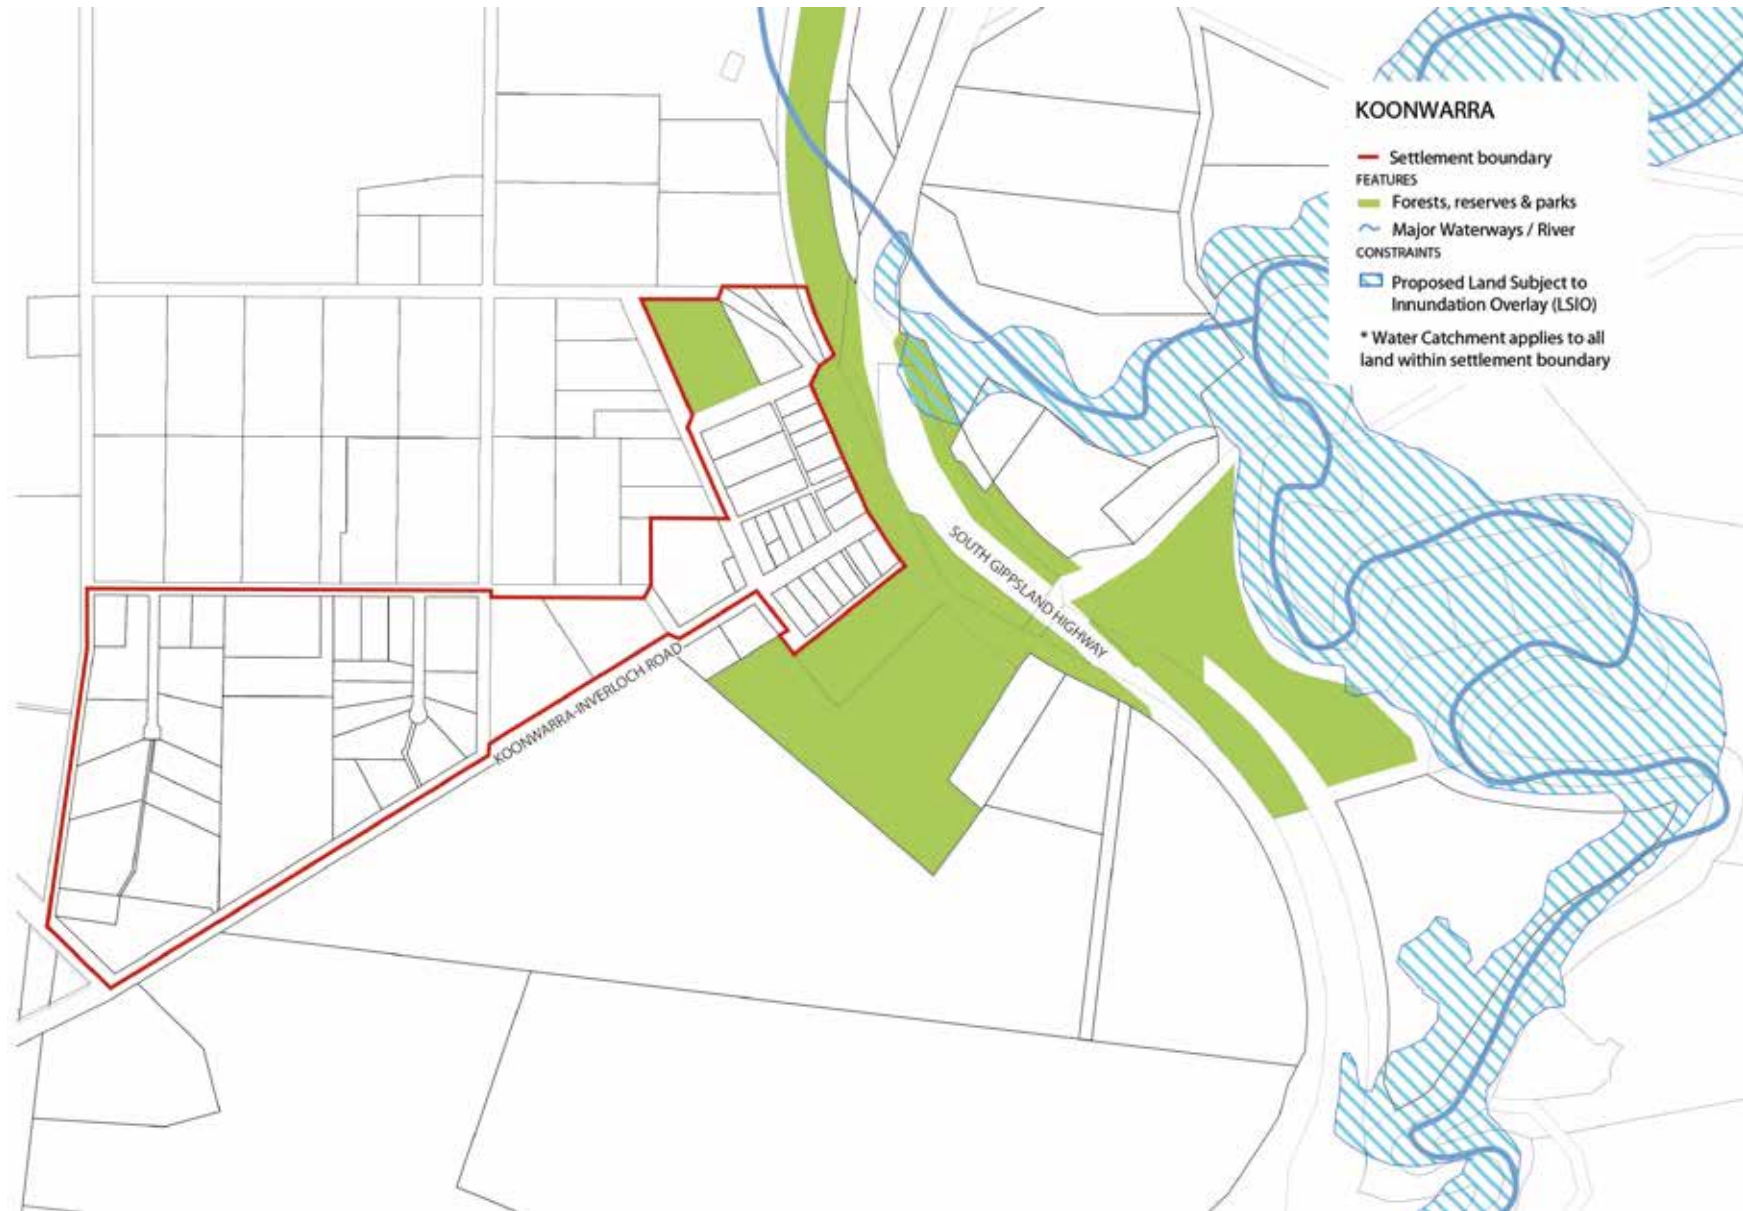 KOONWARRA
Settlement boundary
FEATURES
Forests, reserves & parks
Major Waterways / River
CONSTRAINTS
Proposed Land Subject to
Innundation Overlay (LSIO)
* Water Catchment applies to all
land within settlement boundary
SOUTH GIPPSLAND HIGHWAY
KOONWARRA-INVERLOCH ROAD